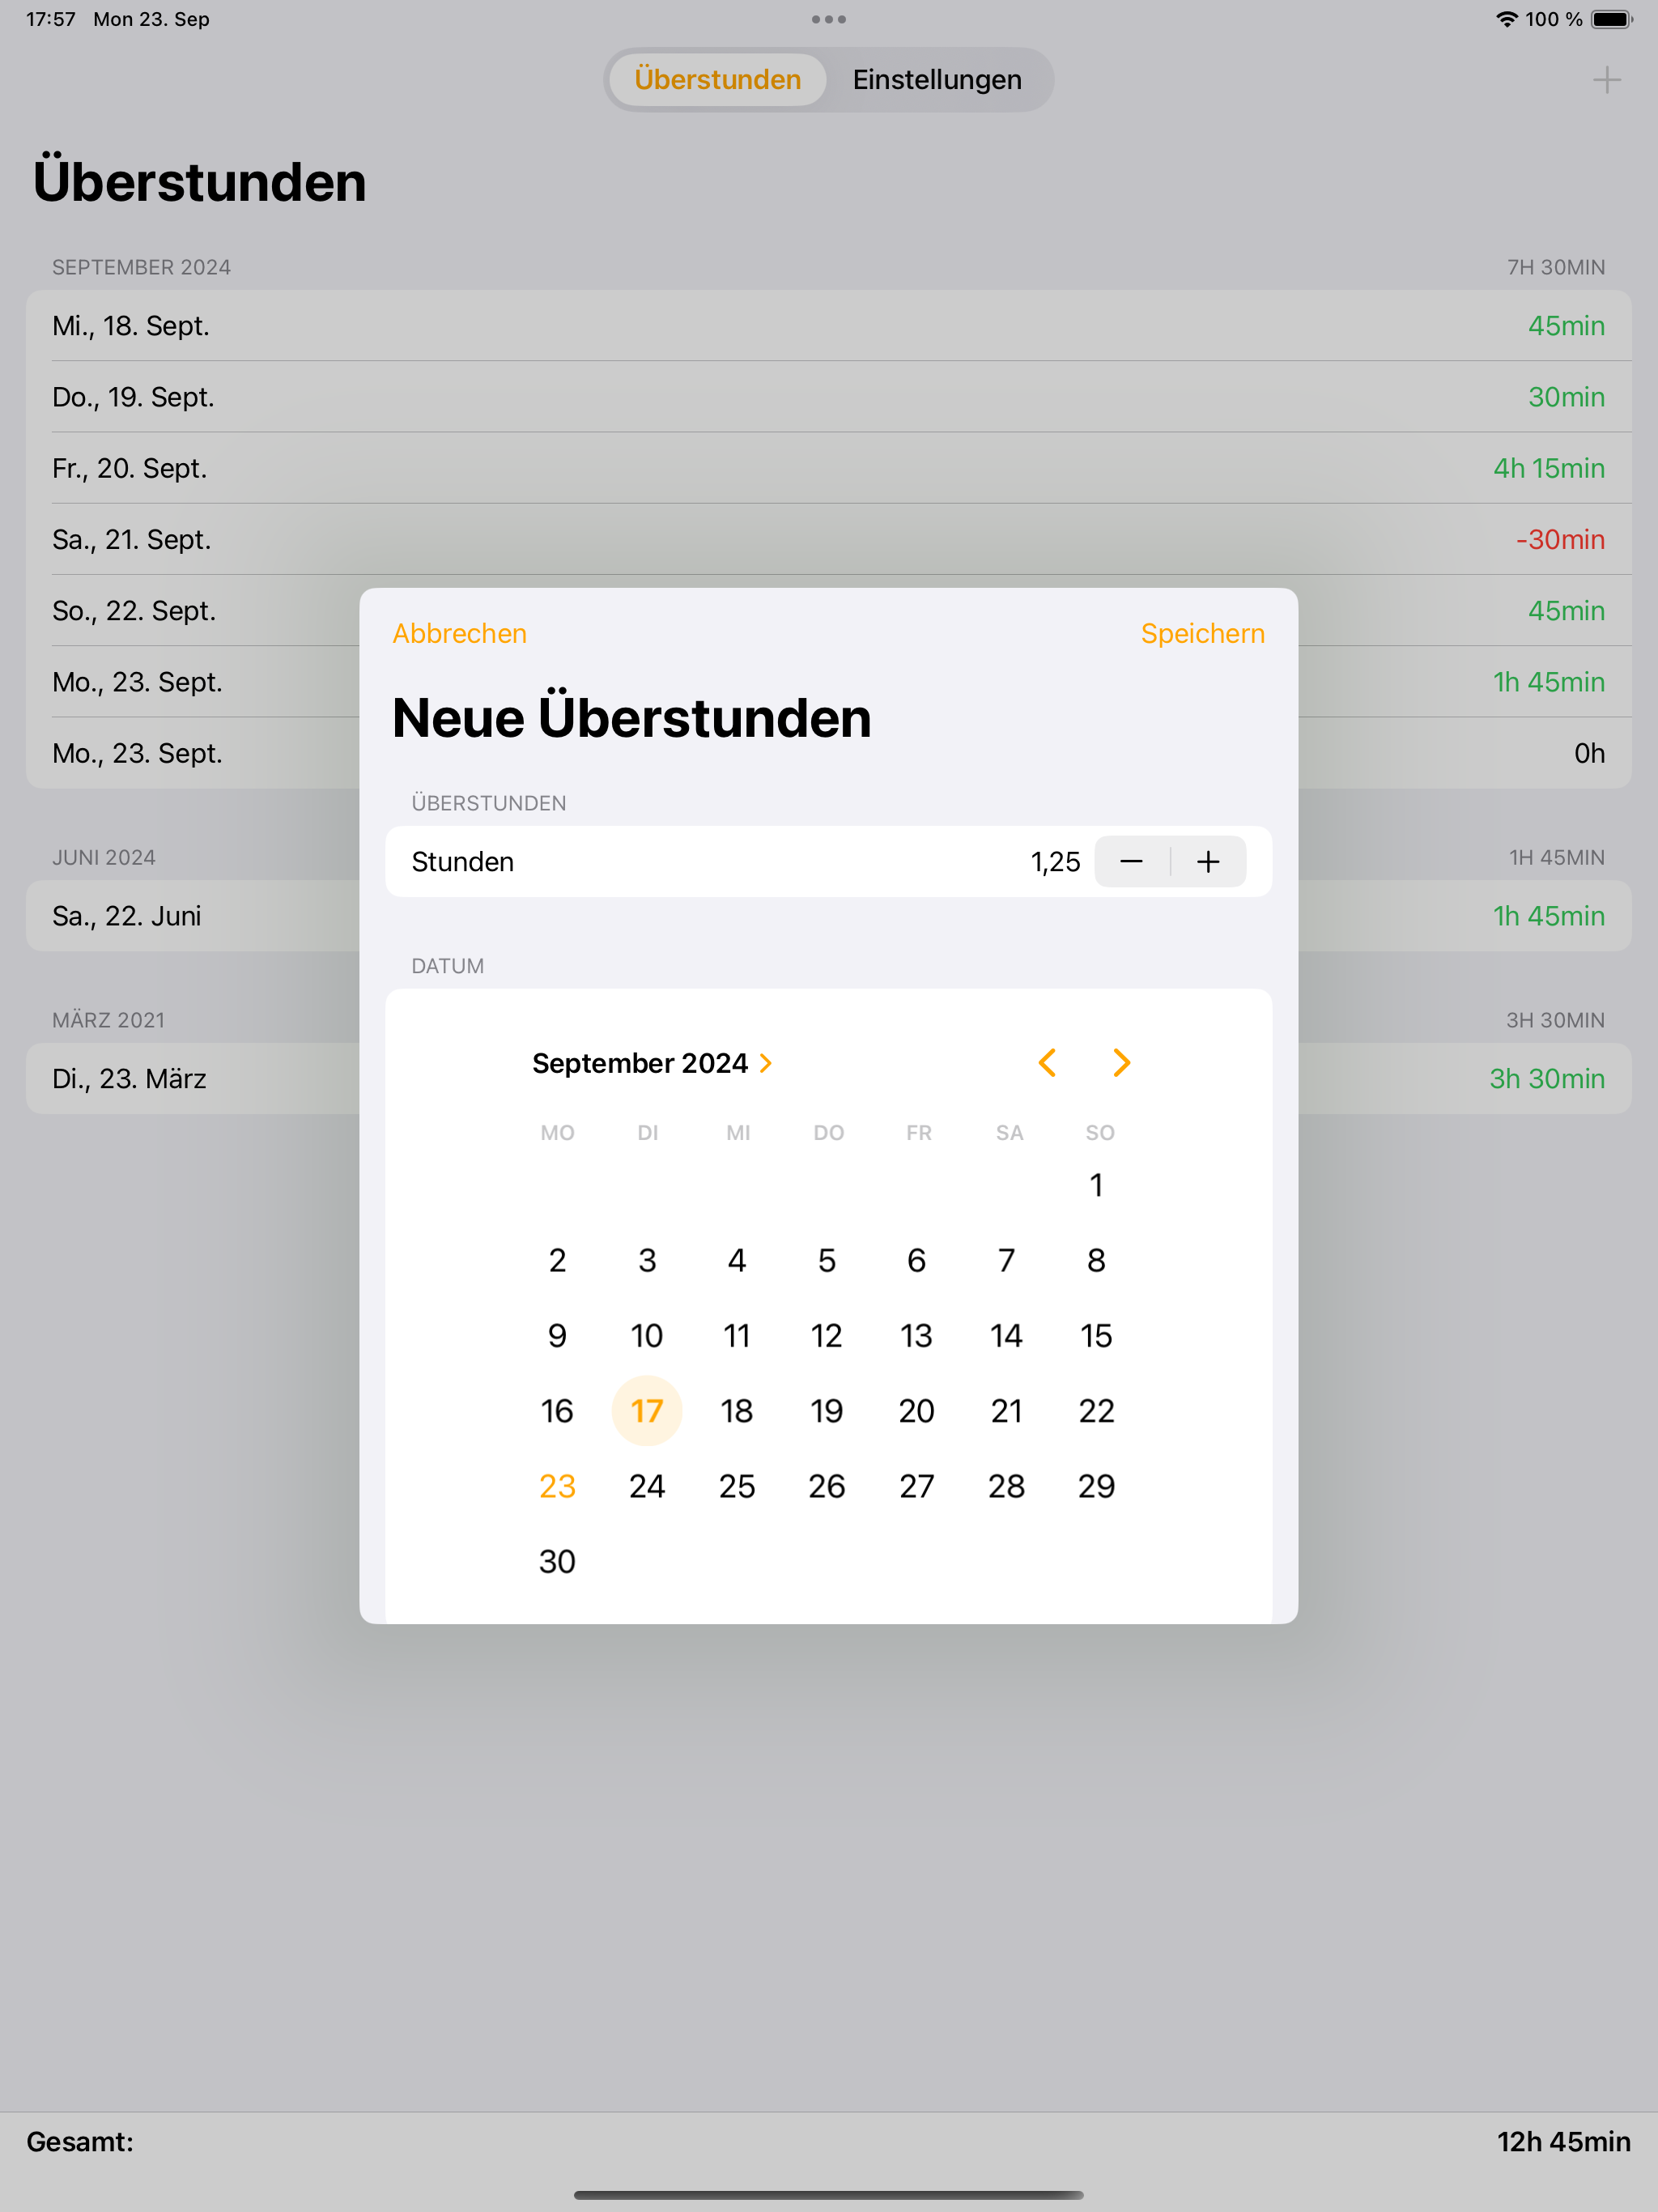 17:57 Mon 23. Sep 100 %
Überstunden Einstellungen
Überstunden
SEPTEMBER 2024 7H 30MIN
Mi., 18. Sept. 45min
Do., 19. Sept. 30min
Fr., 20. Sept. 4h 15min
Sa., 21. Sept. -30min
So., 22. Sept. 45min
Mo., 23. Sept. 1h 45min
Mo., 23. Sept. 0h
JUNI 2024 1H 45MIN
Sa., 22. Juni 1h 45min
MÄRZ 2021 3H 30MIN
Di., 23. März 3h 30min
Abbrechen Speichern
Neue Überstunden
ÜBERSTUNDEN
Stunden 1,25
DATUM
September 2024
MO DI MI DO FR SA SO
1
2 3 4 5 6 7 8
9 10 11 12 13 14 15
16 17 18 19 20 21 22
23 24 25 26 27 28 29
30
Gesamt: 12h 45min